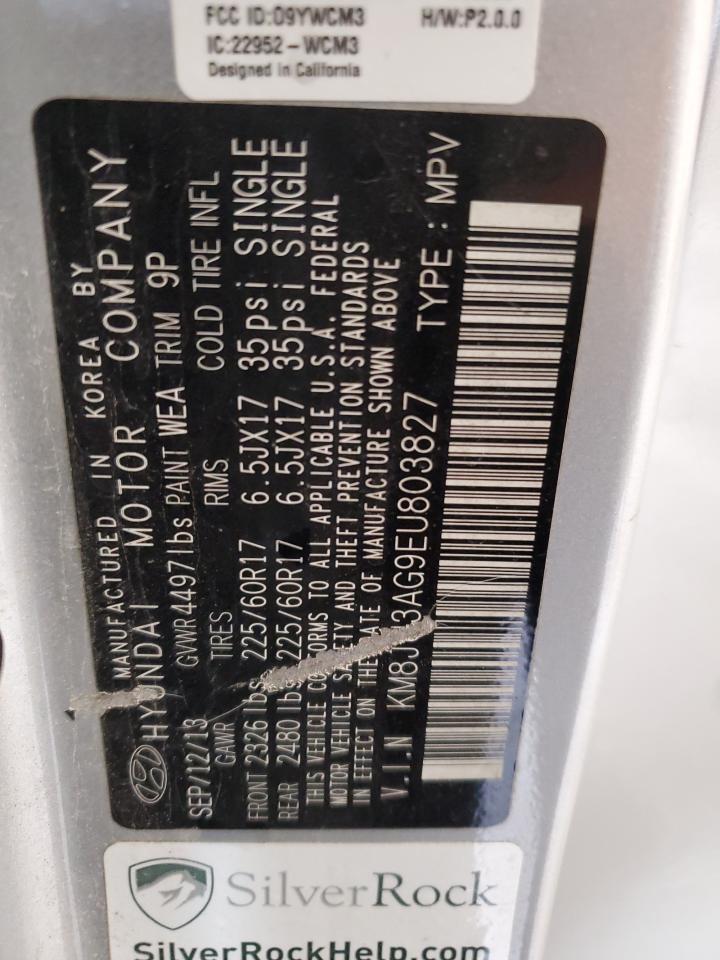 FCC ID:O9YWCM3 H/W:P2.0.0
IC:22952-WCM3
Designed in California
MANUFACTURED IN KOREA BY
HYUNDAI MOTOR COMPANY
SEP/12/13 GVWR 4497lbs PAINT WEA TRIM 9P
GAWR TIRES RIMS COLD TIRE INFL
FRONT 2326 lbs 225/60R17 6.5JX17 35psi SINGLE
REAR 2480 lbs 225/60R17 6.5JX17 35psi SINGLE
THIS VEHICLE CONFORMS TO ALL APPLICABLE U.S.A. FEDERAL
MOTOR VEHICLE SAFETY AND THEFT PREVENTION STANDARDS
IN EFFECT ON THE DATE OF MANUFACTURE SHOWN ABOVE
V.I.N KM8J 3AG9EU803827 TYPE : MPV
SilverRock
SilverRockHelp.com